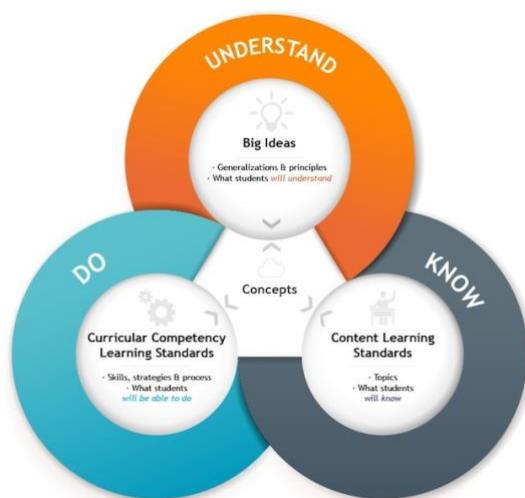 UNDERSTAND
Big Ideas
· Generalizations & principles
· What students will understand
DO
KNOW
Concepts
Curricular Competency
Learning Standards
· Skills, strategies & process
· What students
will be able to do
Content Learning
Standards
· Topics
· What students
will know